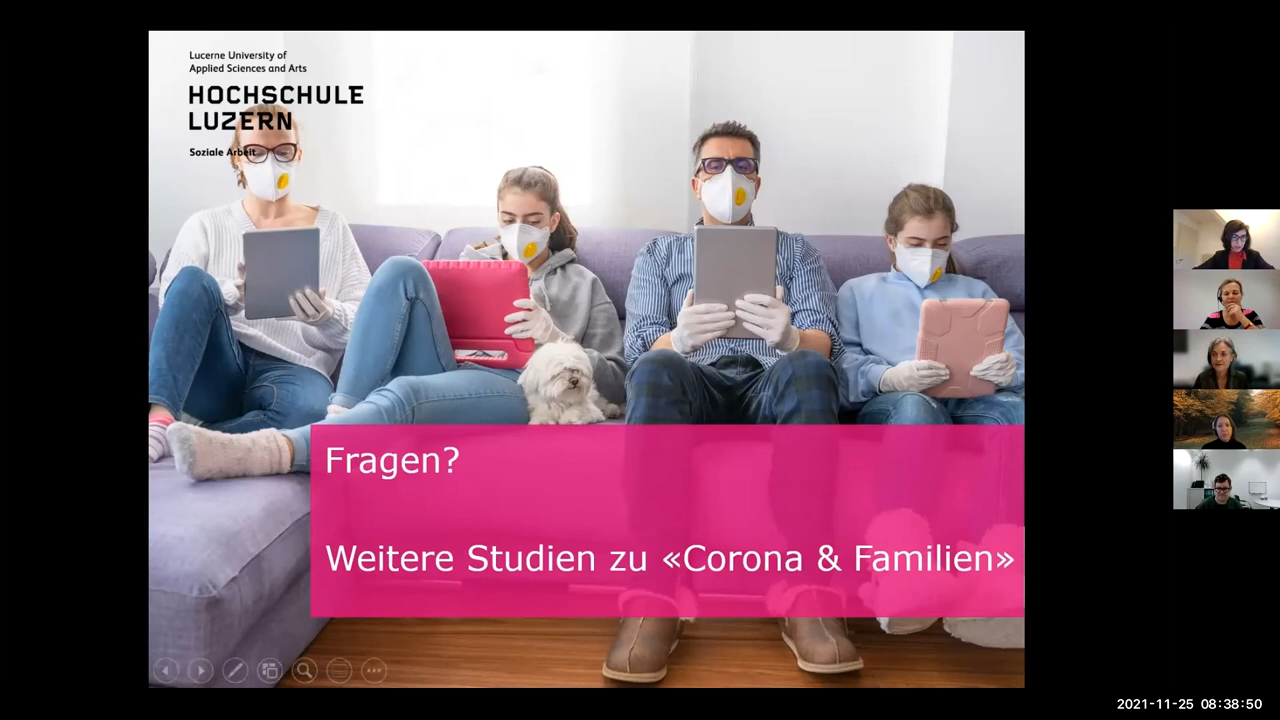 Lucerne University of
Applied Sciences and Arts
HOCHSCHULE
LUZERN
Soziale Arbeit
Fragen?
Weitere Studien zu «Corona & Familien»
2021-11-25 08:38:50